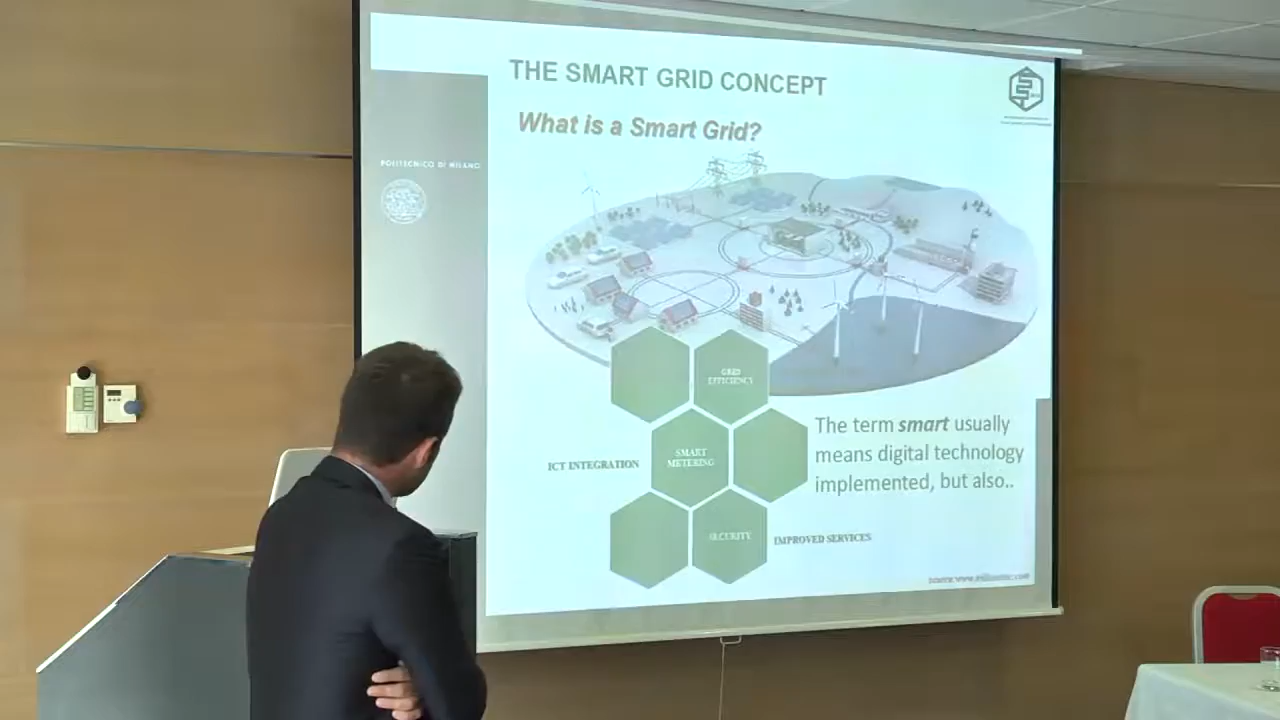 THE SMART GRID CONCEPT
What is a Smart Grid?
POLITECNICO DI MILANO
GRID
EFFICIENCY
SMART
METERING
ICT INTEGRATION
The term smart usually
means digital technology
implemented, but also..
SECURITY
IMPROVED SERVICES